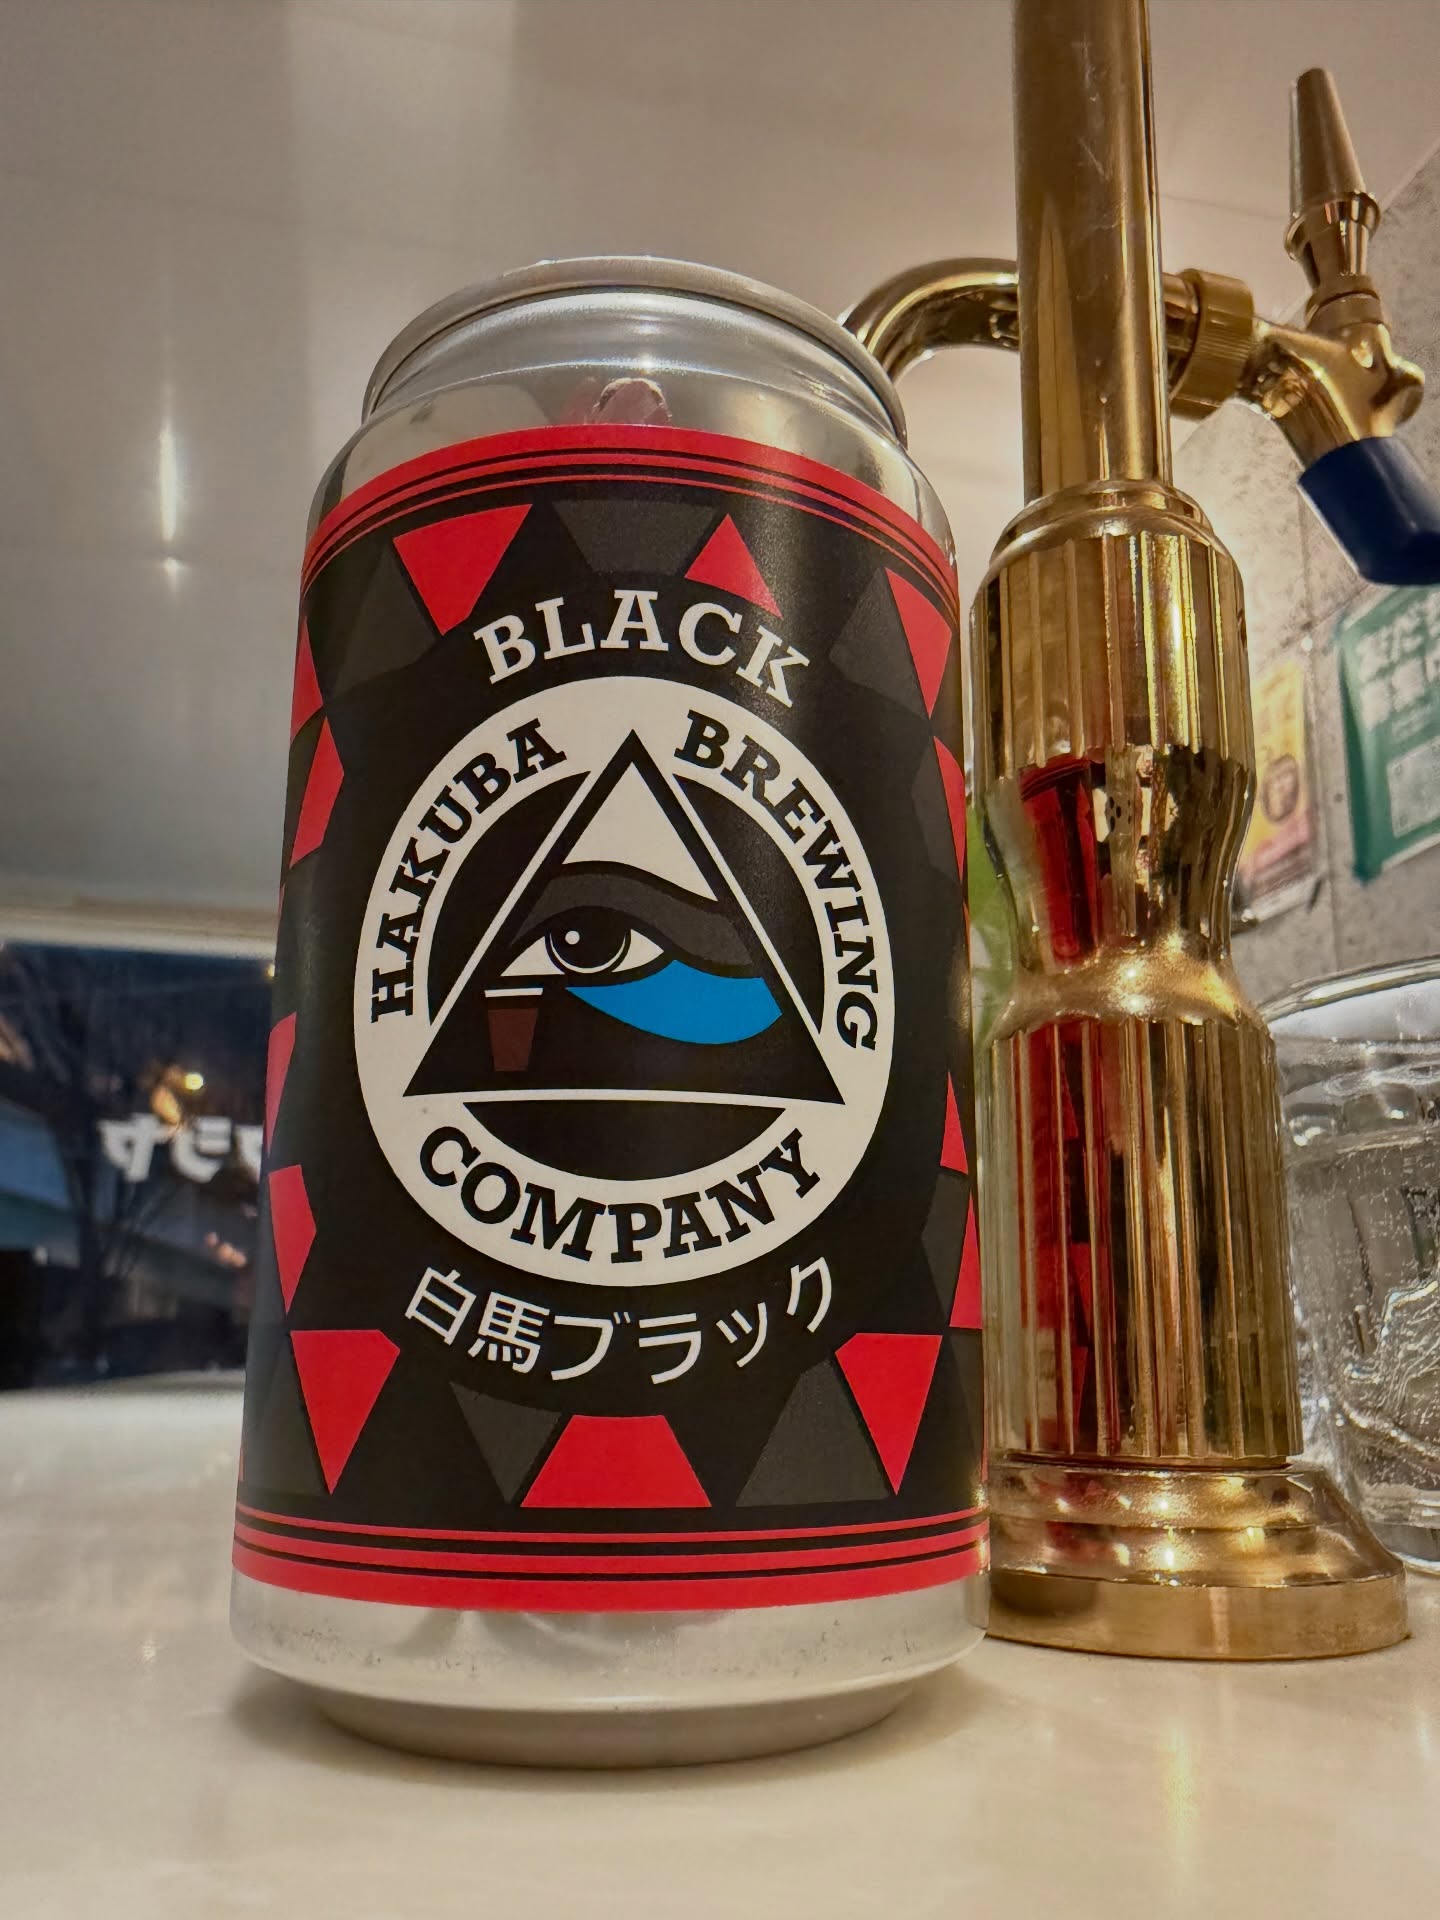 BLACK
HAKUBA BREWING
COMPANY
白馬ブラック